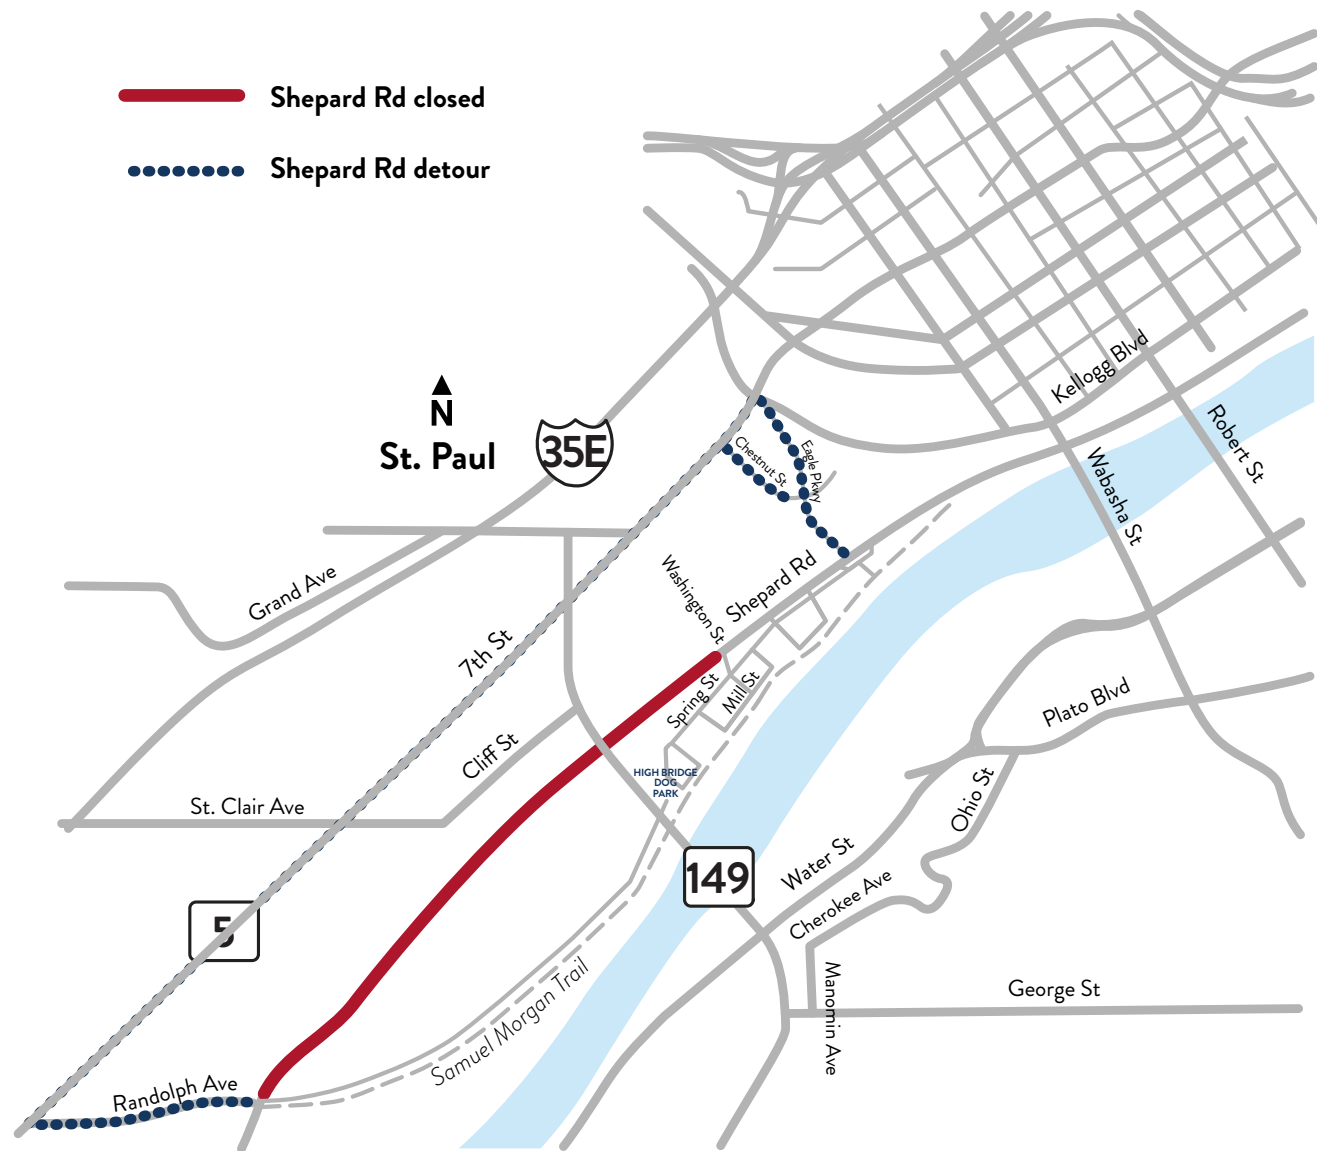 Shepard Rd closed
Shepard Rd detour
N
St. Paul
35E
Kellogg Blvd
Robert St
Wabasha St
Chestnut St
Eagle Pkwy
Grand Ave
7th St
Washington St
Shepard Rd
Spring St
Mill St
Cliff St
HIGH BRIDGE
DOG
PARK
St. Clair Ave
Plato Blvd
Ohio St
Water St
149
Cherokee Ave
5
Samuel Morgan Trail
Manomin Ave
George St
Randolph Ave